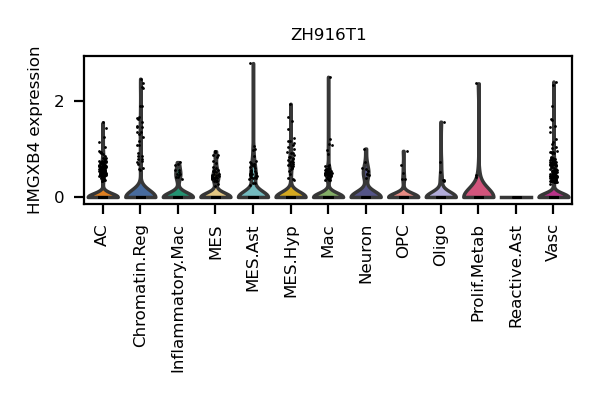 ZH916T1
HMGXB4 expression
2
0
AC
Chromatin.Reg
Inflammatory.Mac
MES
MES.Ast
MES.Hyp
Mac
Neuron
OPC
Oligo
Prolif.Metab
Reactive.Ast
Vasc